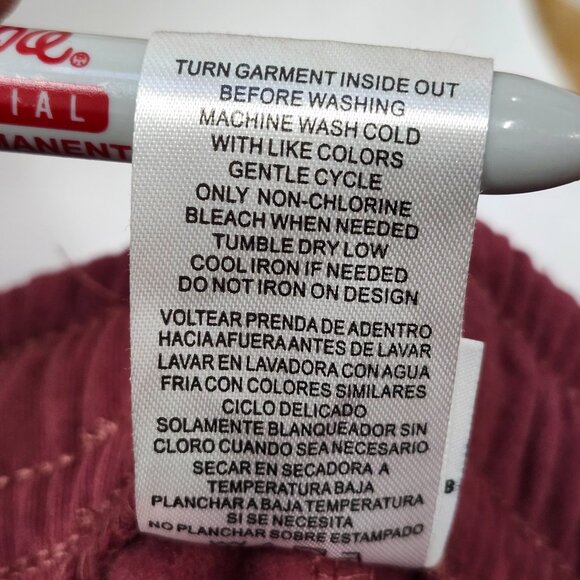 IAL
MANENT
TURN GARMENT INSIDE OUT
BEFORE WASHING
MACHINE WASH COLD
WITH LIKE COLORS
GENTLE CYCLE
ONLY NON-CHLORINE
BLEACH WHEN NEEDED
TUMBLE DRY LOW
COOL IRON IF NEEDED
DO NOT IRON ON DESIGN
VOLTEAR PRENDA DE ADENTRO
HACIA AFUERA ANTES DE LAVAR
LAVAR EN LAVADORA CON AGUA
FRIA CON COLORES SIMILARES
CICLO DELICADO
SOLAMENTE BLANQUEADOR SIN
CLORO CUANDO SEA NECESARIO
SECAR EN SECADORA A
TEMPERATURA BAJA
PLANCHAR A BAJA TEMPERATURA
SI SE NECESITA
NO PLANCHAR SOBRE ESTAMPADO
B